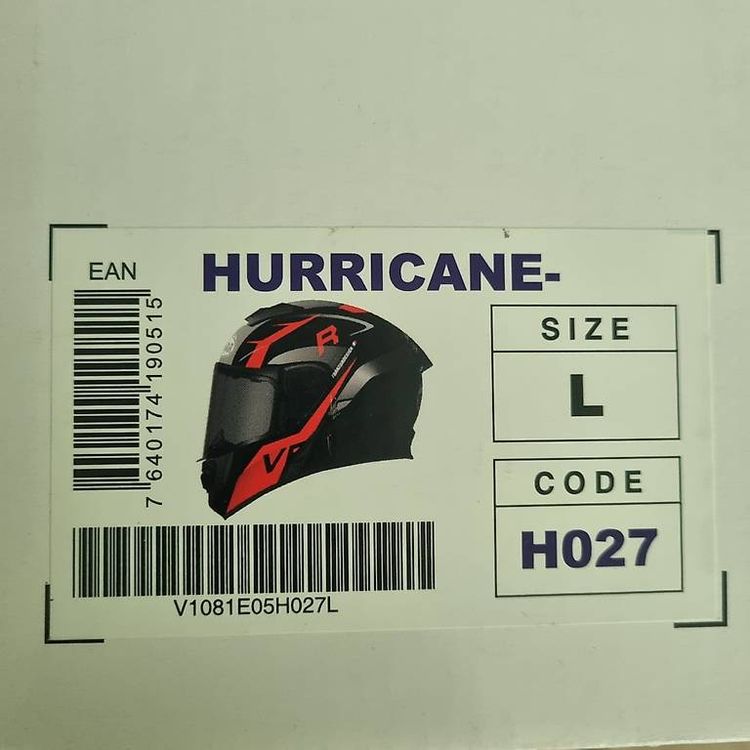 EAN
HURRICANE-
7 640174 190515
R
V
SIZE
L
CODE
H027
V1081E05H027L